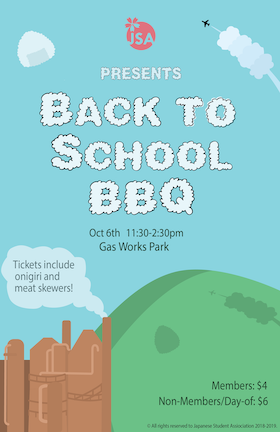 JSA
PRESENTS
BACK TO
SCHOOL
BBQ
Oct 6th 11:30-2:30pm
Gas Works Park
Tickets include
onigiri and
meat skewers!
Members: $4
Non-Members/Day-of: $6
© All rights reserved to Japanese Student Association 2018-2019